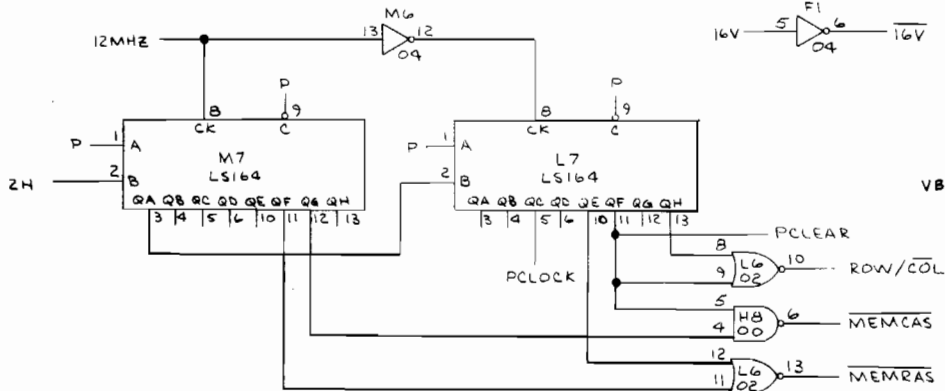 M6
F1
12MHZ
13
12
04
16V
5
6
04
16V
P
P
8
9
8
9
CK
C
CK
C
P
1
A
M7
LS164
P
1
A
L7
LS164
2H
2
B
2
B
VB
QA QB QC QD QE QF QG QH
QA QB QC QD QE QF QG QH
3 4 5 6 10 11 12 13
3 4 5 6 10 11 12 13
PCLEAR
PCLOCK
8
9
L6
02
10
ROW/COL
5
4
H8
00
6
MEMCAS
12
11
L6
02
13
MEMRAS